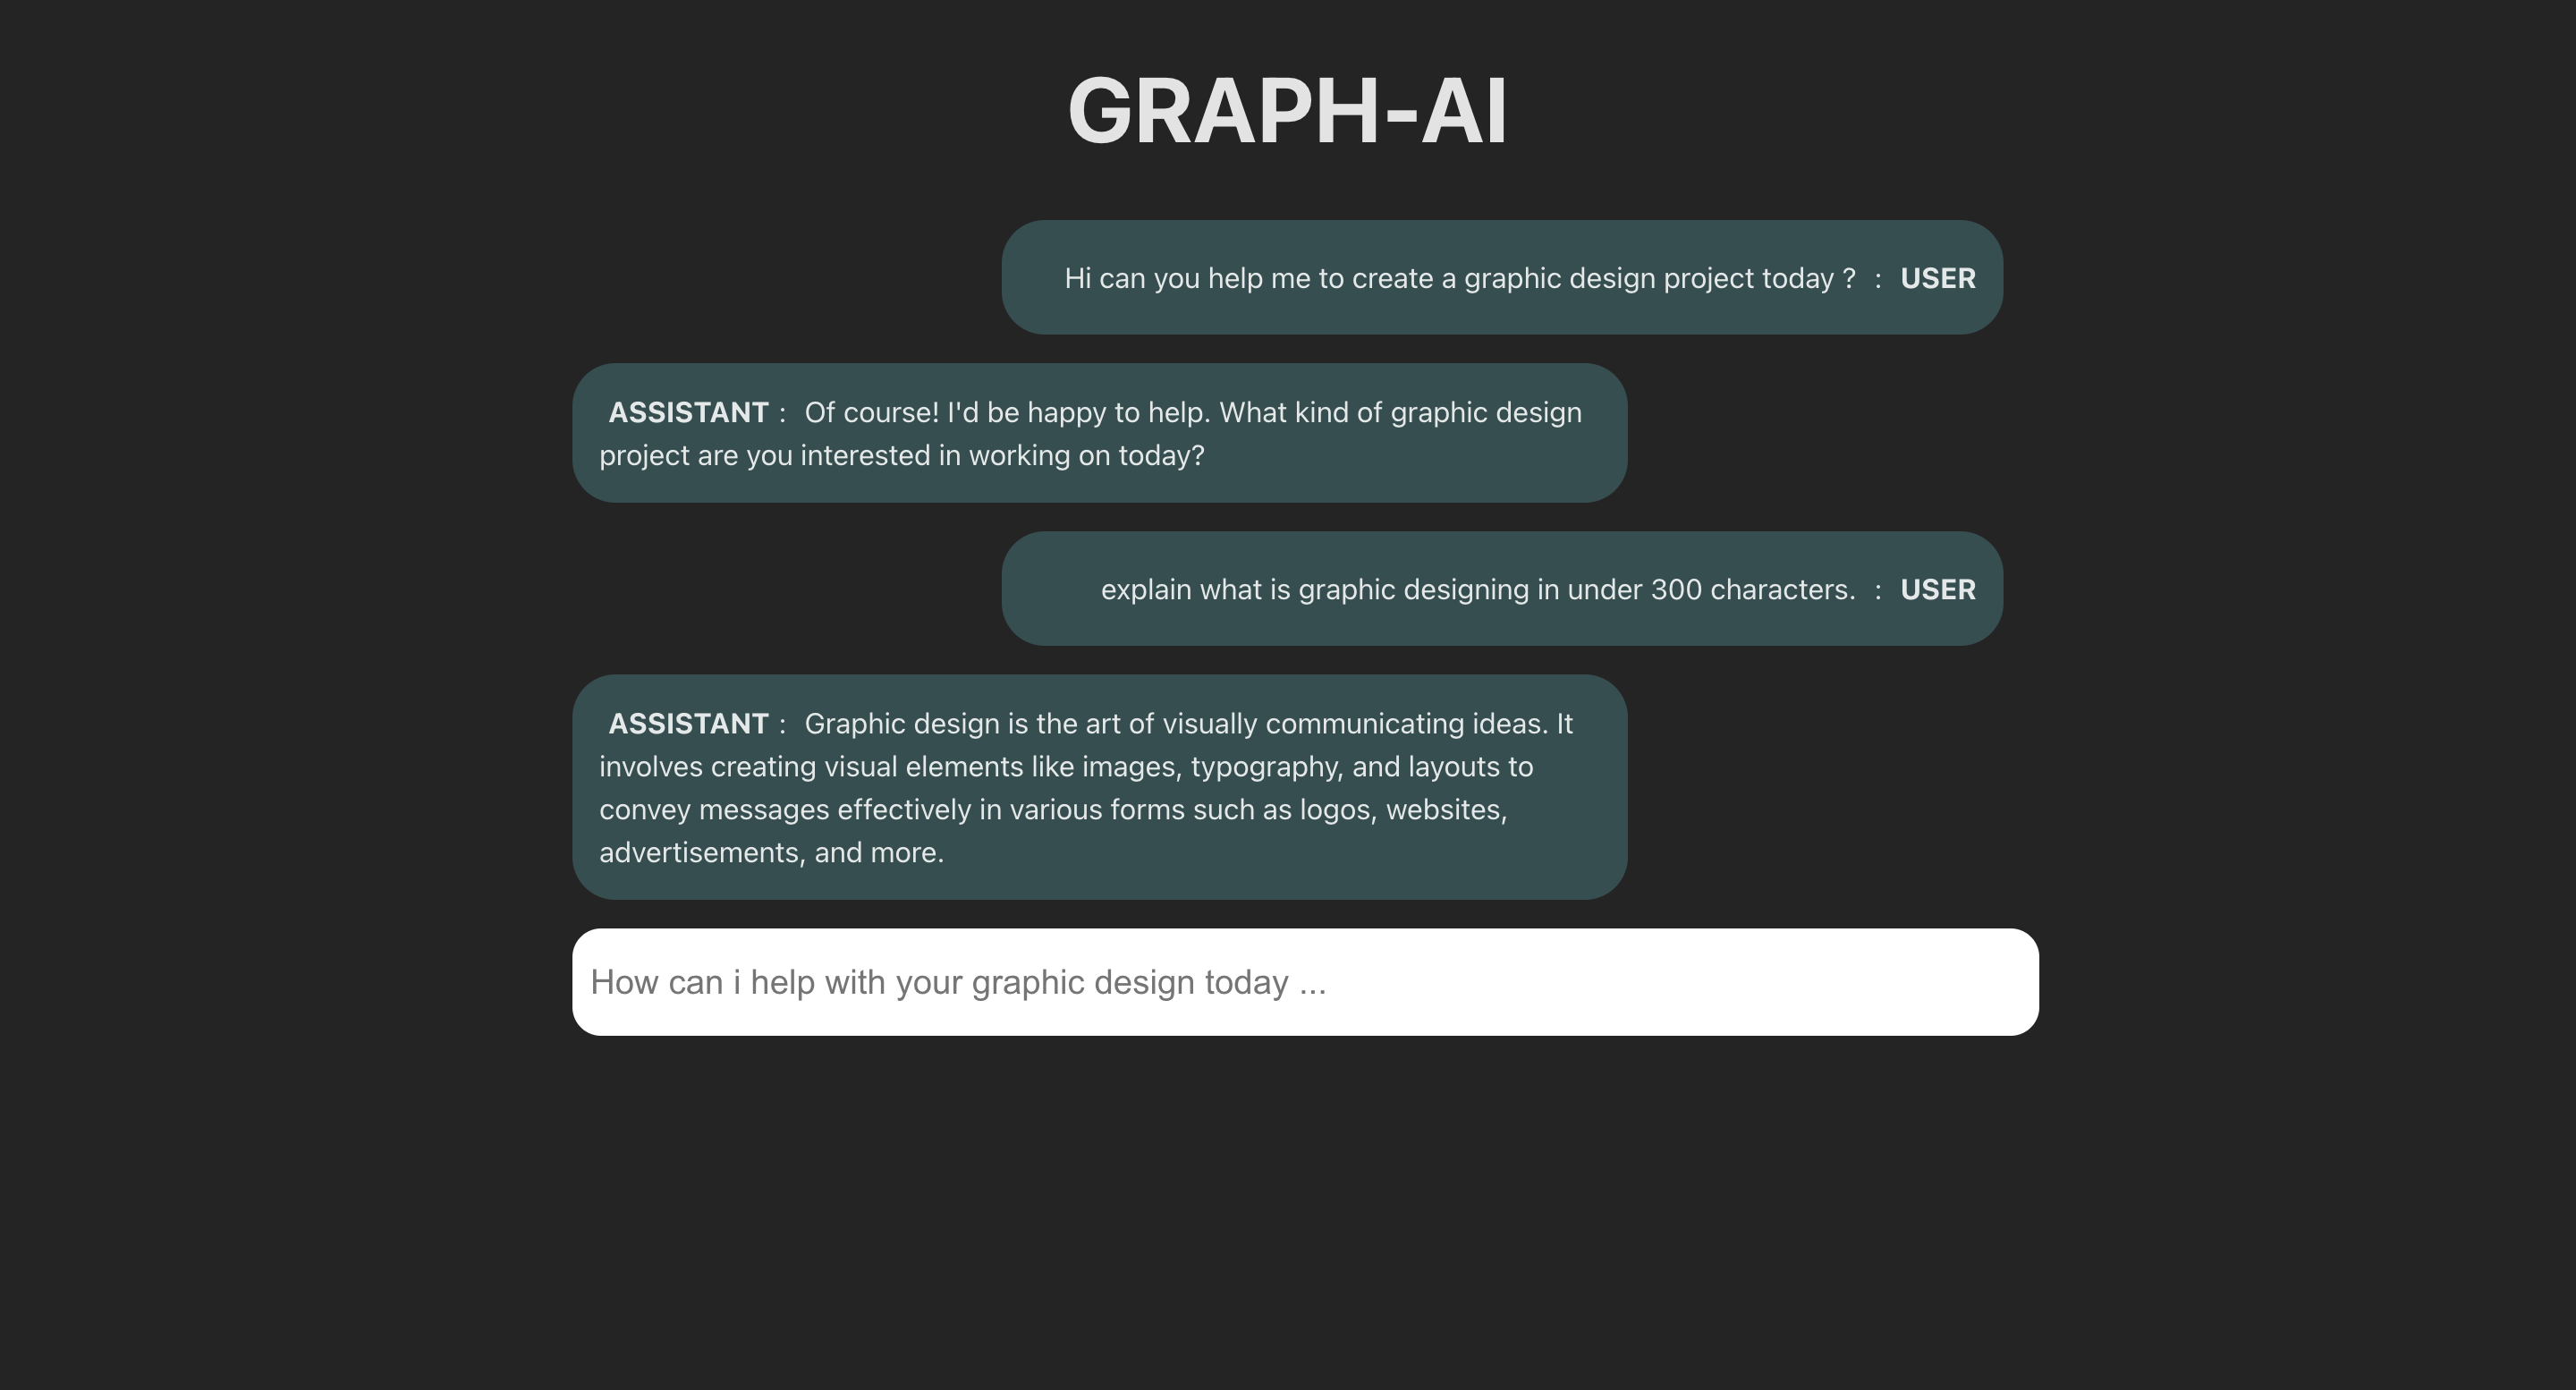 GRAPH-AI
Hi can you help me to create a graphic design project today ? : USER
ASSISTANT : Of course! I'd be happy to help. What kind of graphic design
project are you interested in working on today?
explain what is graphic designing in under 300 characters. : USER
ASSISTANT : Graphic design is the art of visually communicating ideas. It
involves creating visual elements like images, typography, and layouts to
convey messages effectively in various forms such as logos, websites,
advertisements, and more.
How can i help with your graphic design today ...